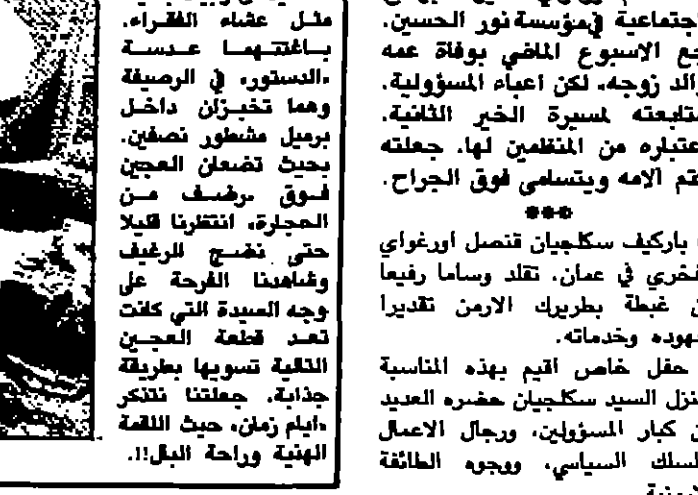 اجتماعية في مؤسسة نور الحسين.
جع الاسبوع الماضي بوفاة عمه
والد زوجه. لكن اعباء المسؤولية.
متابعته لمسيرة الخير الثانية.
اعتباره من المنظمين لها. جعلته
الامه ويتسامى فوق الجراح.
***
باركيف سكلجيان قنصل اورغواي
فخري في عمان. تقلد وساما رفيعا
غبطة بطريرك الارمن تقديرا
وخدماته.
حفل خاص اقيم بهذه المناسبة
منزل السيد سكلجيان حضره العديد
من كبار المسؤولين. ورجال الاعمال
السلك السياسي. ووجوه الطائفة
مثل عشاء الفقراء.
باغتتهما عدسة
«الدستور» في الرصيفة
وهما تخبزان داخل
برميل مشطور نصفين.
بحيث تضعان العجين
فوق «رضف من
الحجارة» انتظرنا قليلا
حتى نضج الرغيف
وشاهدنا الفرحة على
وجه السيدة التي كانت
تعد قطعة العجين
التالية تسويها بطريقة
جذابة. جعلتنا نتذكر
«ايام زمان» حيث اللقمة
الهنية وراحة البال!!.